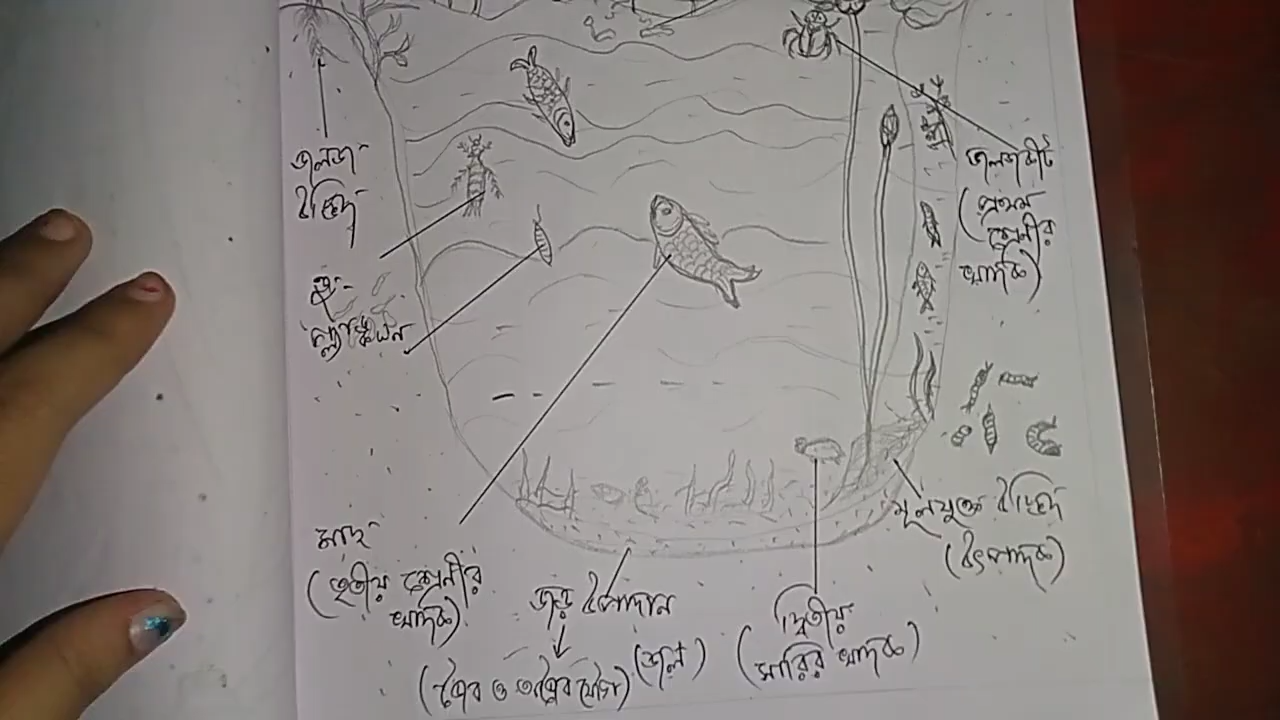 জলজ
উদ্ভিদ
জলজ কীট
(প্রথম
শ্রেনীর
খাদক)
প্ল্যাঙ্কটন
মূলযুক্ত উদ্ভিদ
(উৎপাদক)
মাছ
(তৃতীয় শ্রেনীর
খাদক)
জড় উপাদান
(জৈব ও অজৈব যৌগ)
(জল)
দ্বিতীয়
(সারির খাদক)